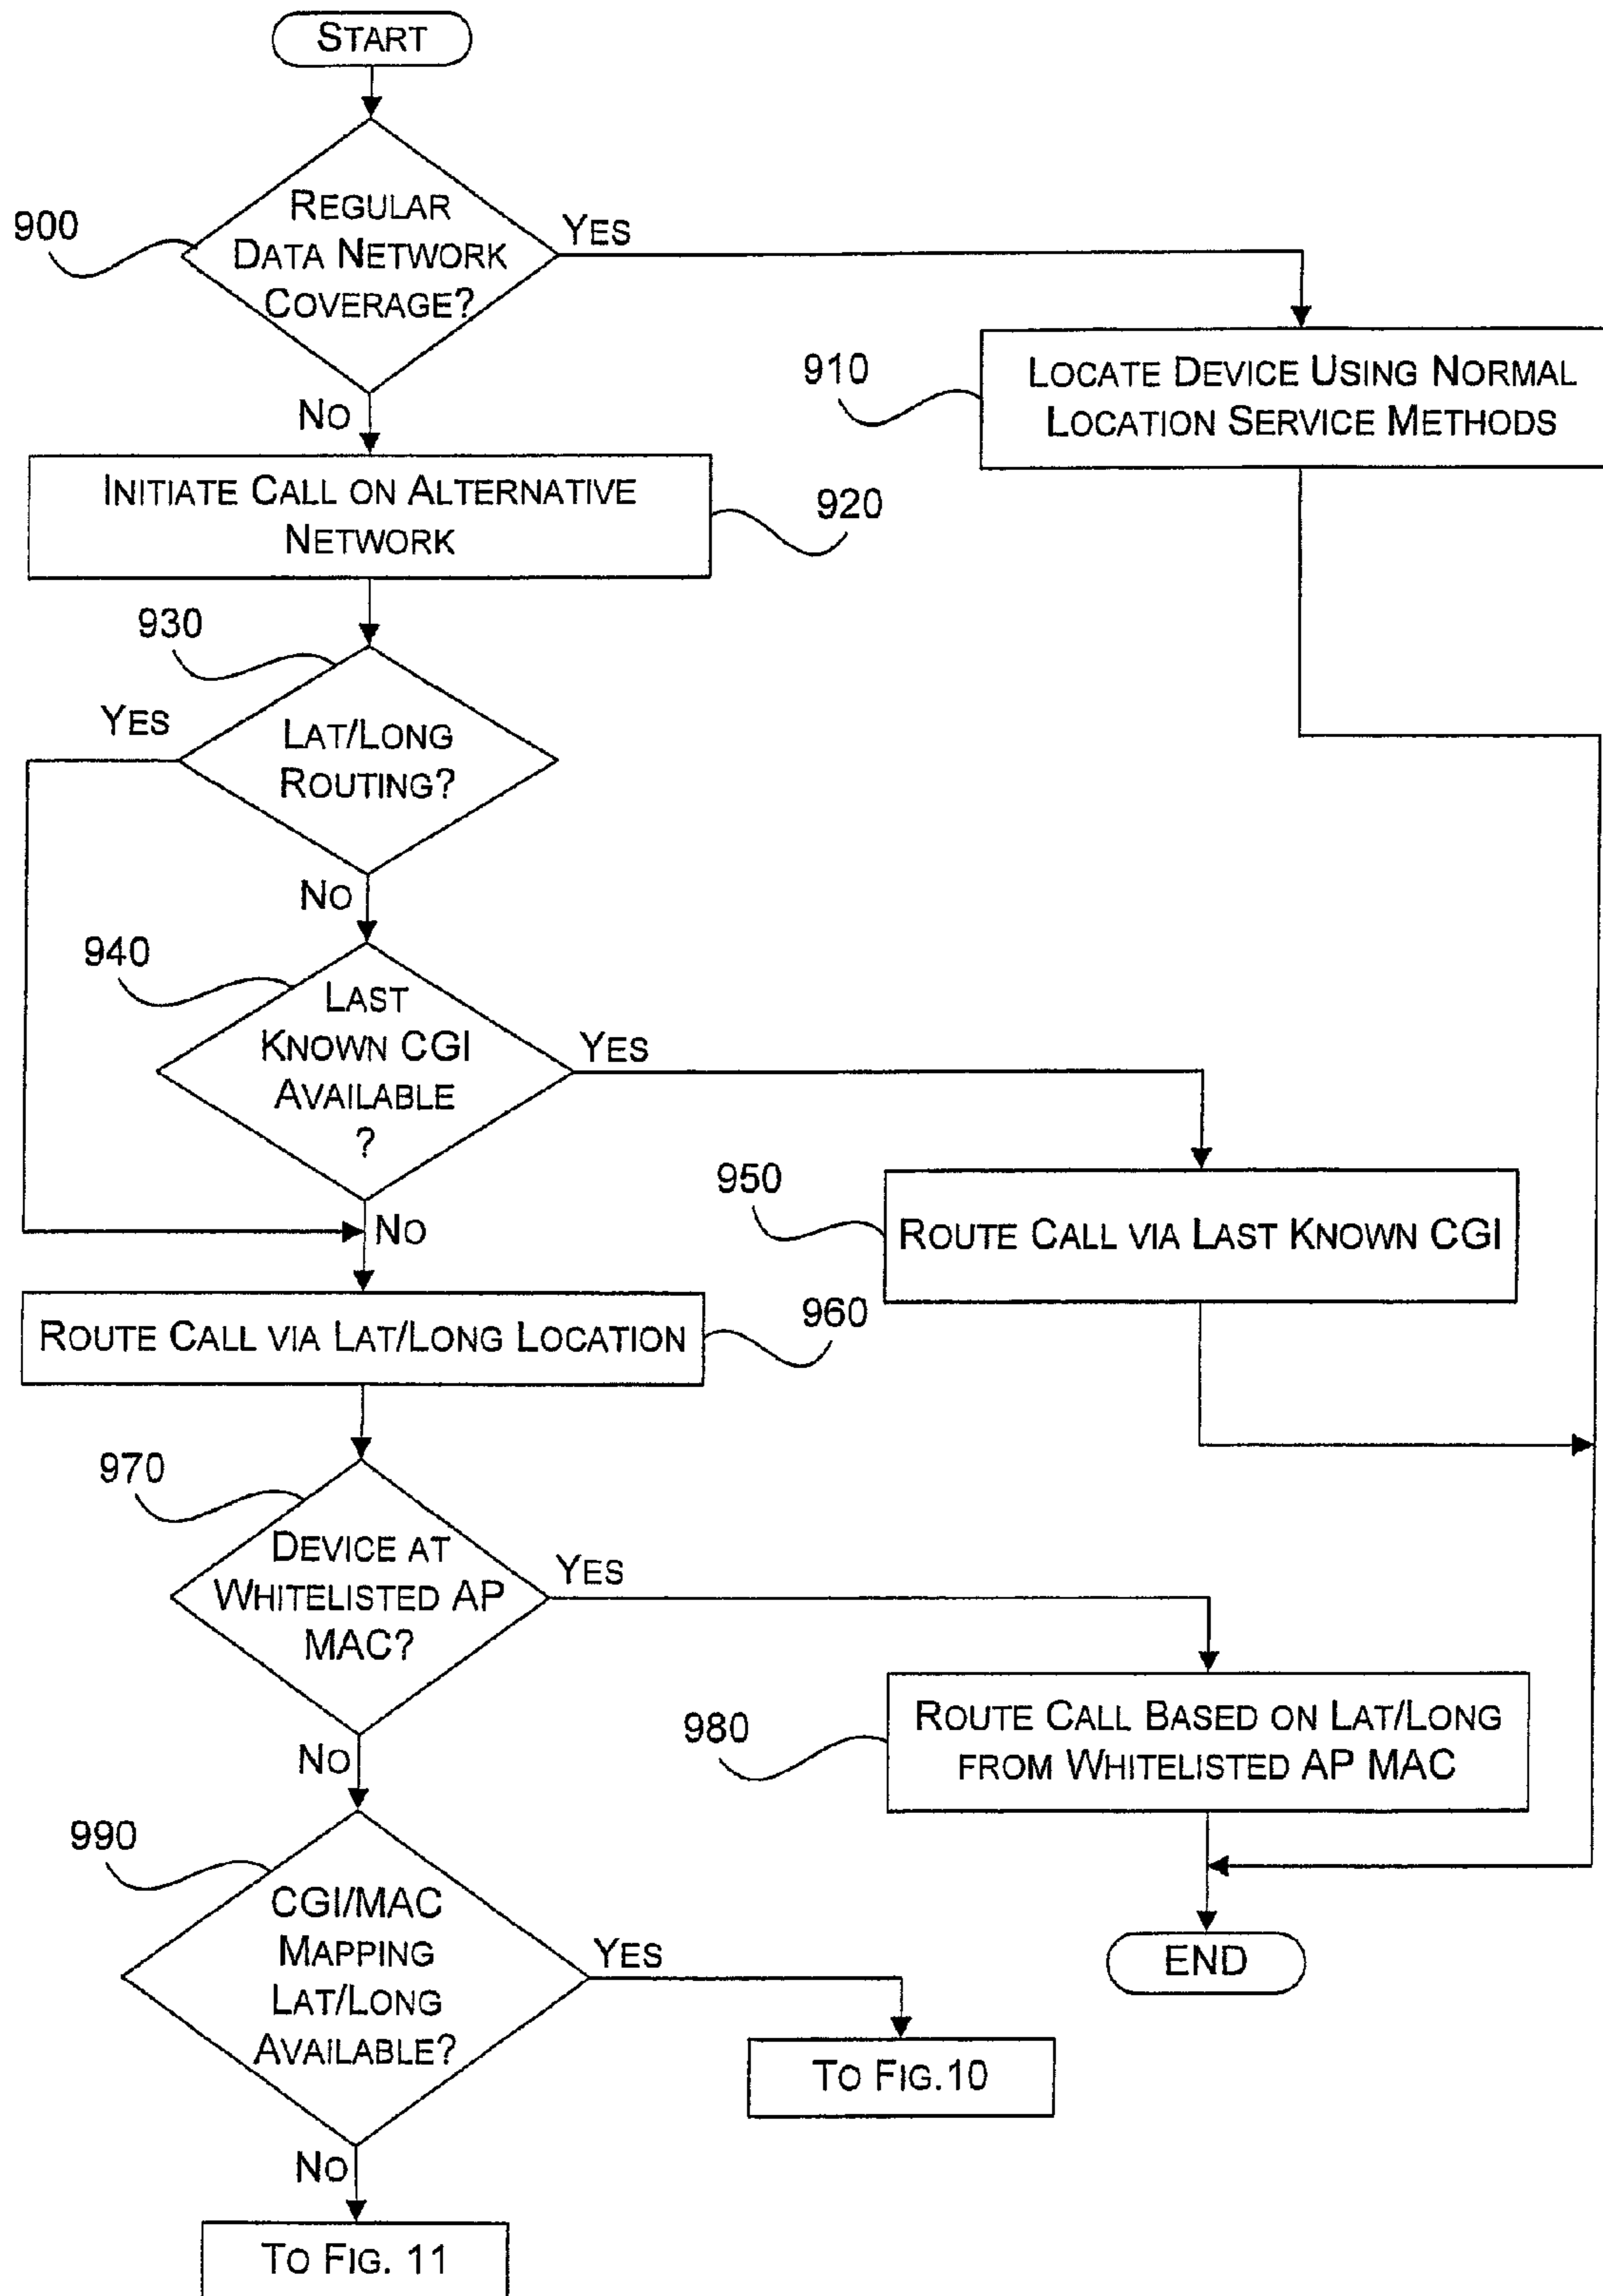 START
REGULAR
DATA NETWORK
COVERAGE?
900
YES
NO
910
LOCATE DEVICE USING NORMAL
LOCATION SERVICE METHODS
INITIATE CALL ON ALTERNATIVE
NETWORK
920
930
YES
LAT/LONG
ROUTING?
NO
940
LAST
KNOWN CGI
AVAILABLE
?
YES
NO
950
ROUTE CALL VIA LAST KNOWN CGI
ROUTE CALL VIA LAT/LONG LOCATION
960
970
DEVICE AT
WHITELISTED AP
MAC?
YES
NO
980
ROUTE CALL BASED ON LAT/LONG
FROM WHITELISTED AP MAC
990
CGI/MAC
MAPPING
LAT/LONG
AVAILABLE?
YES
NO
END
TO FIG.10
TO FIG. 11